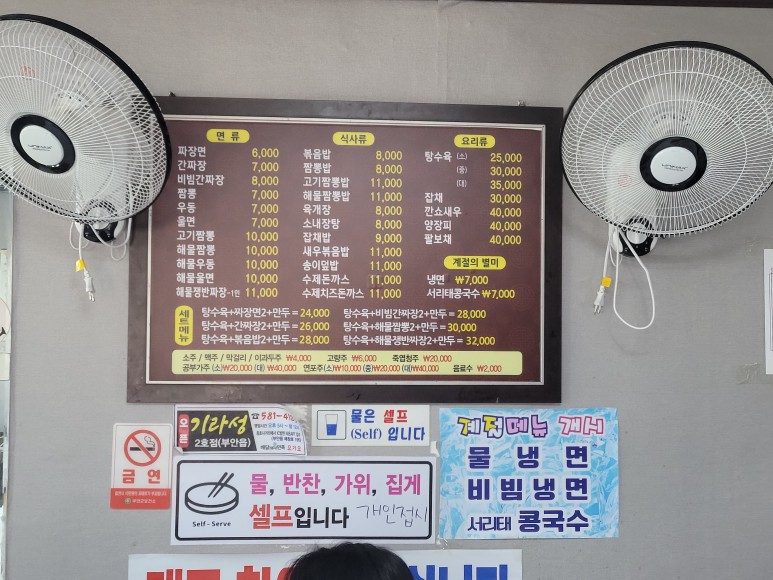 면 류
짜장면 6,000
간짜장 7,000
비빔간짜장 8,000
짬뽕 7,000
우동 7,000
울면 7,000
고기짬뽕 10,000
해물짬뽕 10,000
해물우동 10,000
해물울면 10,000
해물쟁반짜장-1인 11,000
식사류
볶음밥 8,000
짬뽕밥 8,000
고기짬뽕밥 11,000
해물짬뽕밥 11,000
육개장 8,000
소내장탕 8,000
잡채밥 9,000
새우볶음밥 11,000
송이덮밥 11,000
수제돈까스 11,000
수제치즈돈까스 11,000
요리류
탕수육 (소) 25,000
(중) 30,000
(대) 35,000
잡채 30,000
깐쇼새우 40,000
양장피 40,000
팔보채 40,000
계절의 별미
냉면 ₩7,000
서리태콩국수 ₩7,000
세트메뉴
탕수육+짜장면2+만두 = 24,000
탕수육+간짜장2+만두 = 26,000
탕수육+볶음밥2+만두 = 28,000
탕수육+비빔간짜장2+만두 = 28,000
탕수육+해물짬뽕2+만두 = 30,000
탕수육+해물쟁반짜장2+만두 = 32,000
소주 / 맥주 / 막걸리 / 이과두주 ₩4,000 고량주 ₩6,000 죽엽청주 ₩20,000
공부가주 (소)₩20,000 (대) ₩40,000 연포주(소)₩10,000 (중)₩20,000 (대)₩40,000 음료수 ₩2,000
금 연
오픈
기라성
2호점(부안읍)
☎581-4
물은 셀프
(Self) 입니다
Self-Serve
물, 반찬, 가위, 집게
셀프입니다 개인접시
계절메뉴 개시
물 냉 면
비 빔 냉 면
서리태 콩국수